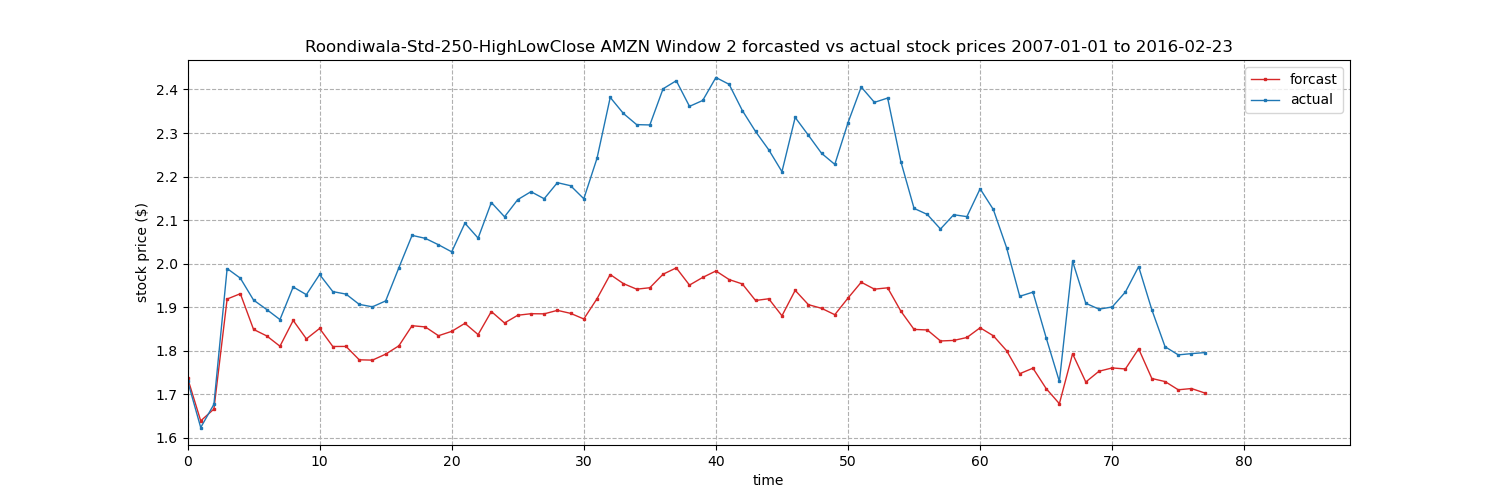 Roondiwala-Std-250-HighLowClose AMZN Window 2 forcasted vs actual stock prices 2007-01-01 to 2016-02-23
forcast
actual
2.4
2.3
2.2
2.1
2.0
1.9
1.8
1.7
1.6
stock price ($)
0 10 20 30 40 50 60 70 80
time